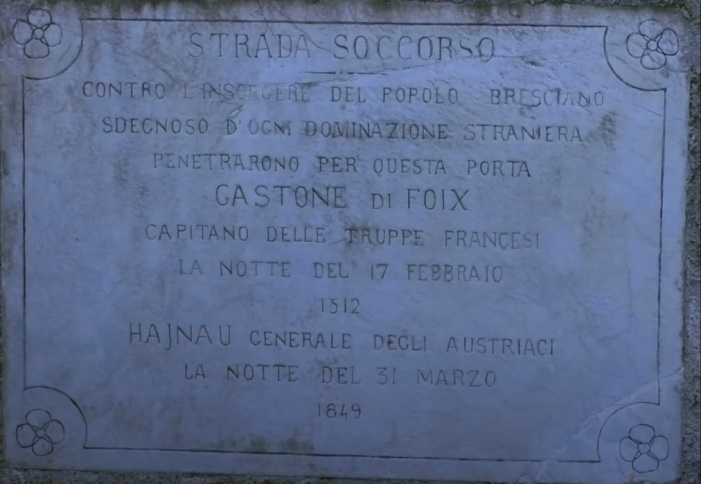 STRADA SOCCORSO
CONTRO L'INSORGERE DEL POPOLO BRESCIANO
SDEGNOSO D'OGNI DOMINAZIONE STRANIERA
PENETRARONO PER QUESTA PORTA
GASTONE DI FOIX
CAPITANO DELLE TRUPPE FRANCESI
LA NOTTE DEL 17 FEBBRAIO
1512
HAJNAU GENERALE DEGLI AUSTRIACI
LA NOTTE DEL 31 MARZO
1849